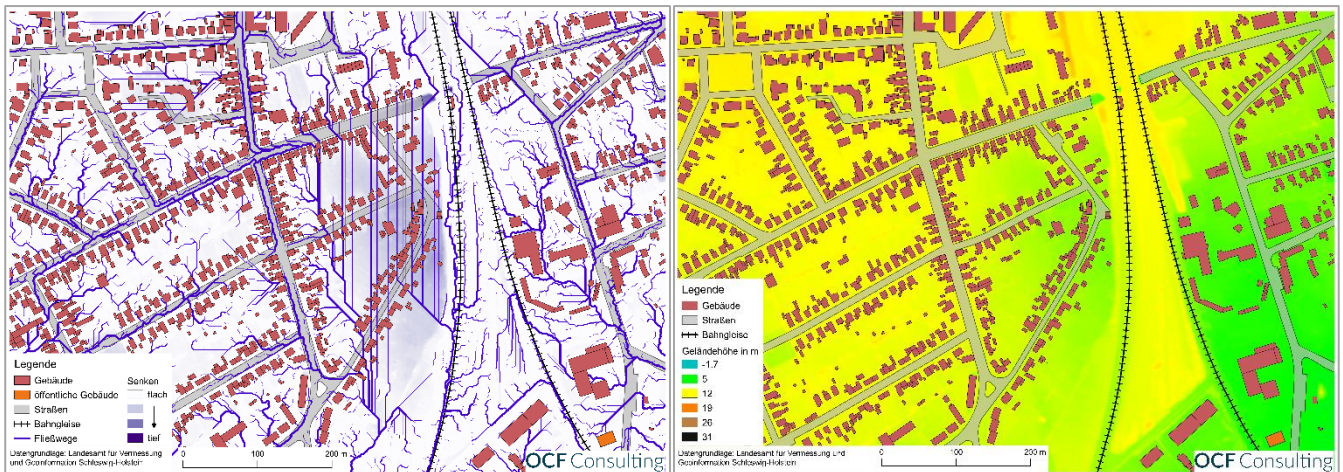 Legende
Gebäude
öffentliche Gebäude
Straßen
Bahngleise
Fließwege
Senken
flach
tief
Datengrundlage: Landesamt für Vermessung
und Geoinformation Schleswig-Holstein
0 100 200 m
OCF Consulting
Legende
Gebäude
Straßen
Bahngleise
Geländehöhe in m
-1.7
5
12
19
26
31
Datengrundlage: Landesamt für Vermessung und
Geoinformation Schleswig-Holstein
0 100 200 m
OCF Consulting